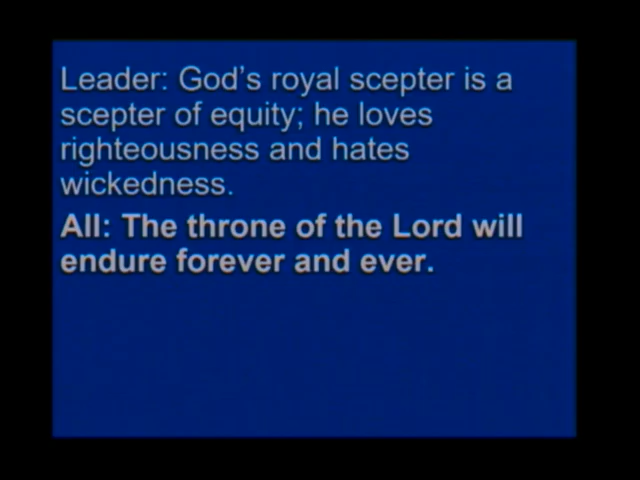 Leader: God's royal scepter is a
scepter of equity; he loves
righteousness and hates
wickedness.
All: The throne of the Lord will
endure forever and ever.